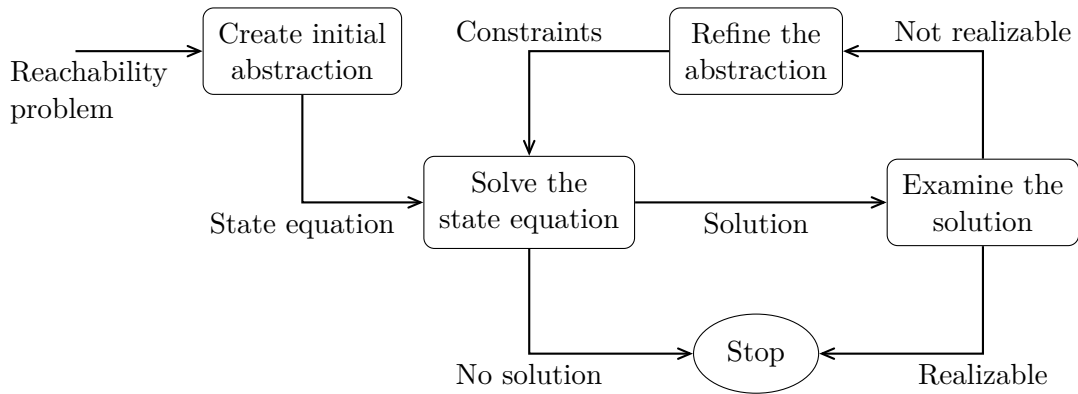 Create initial
abstraction
Constraints
Refine the
abstraction
Not realizable
Reachability
problem
Solve the
state equation
Examine the
solution
State equation
Solution
Stop
No solution
Realizable